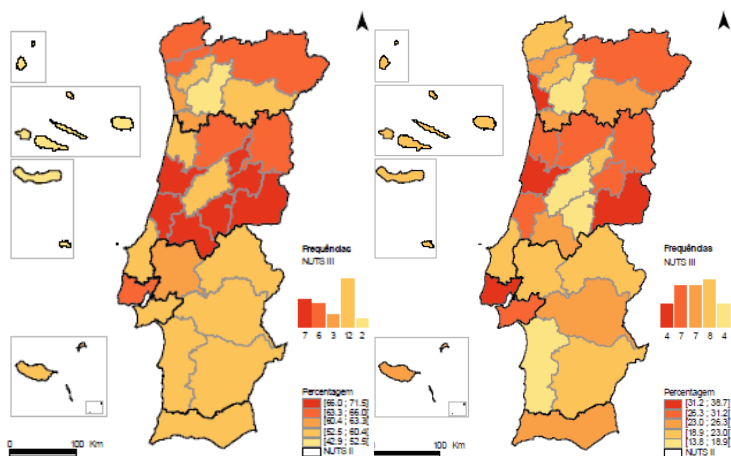 Frequências
NUTS III
7 6 3 12 2
Percentagem
[66.0 ; 71.5]
[63.3 ; 66.0[
[60.4 ; 63.3[
[52.5 ; 60.4[
[42.9 ; 52.5[
NUTS II
0 100 Km
Frequências
NUTS III
4 7 7 8 4
Percentagem
[31.2 ; 38.7]
[26.3 ; 31.2[
[23.0 ; 26.3[
[18.9 ; 23.0[
[13.8 ; 18.9[
NUTS II
100 Km